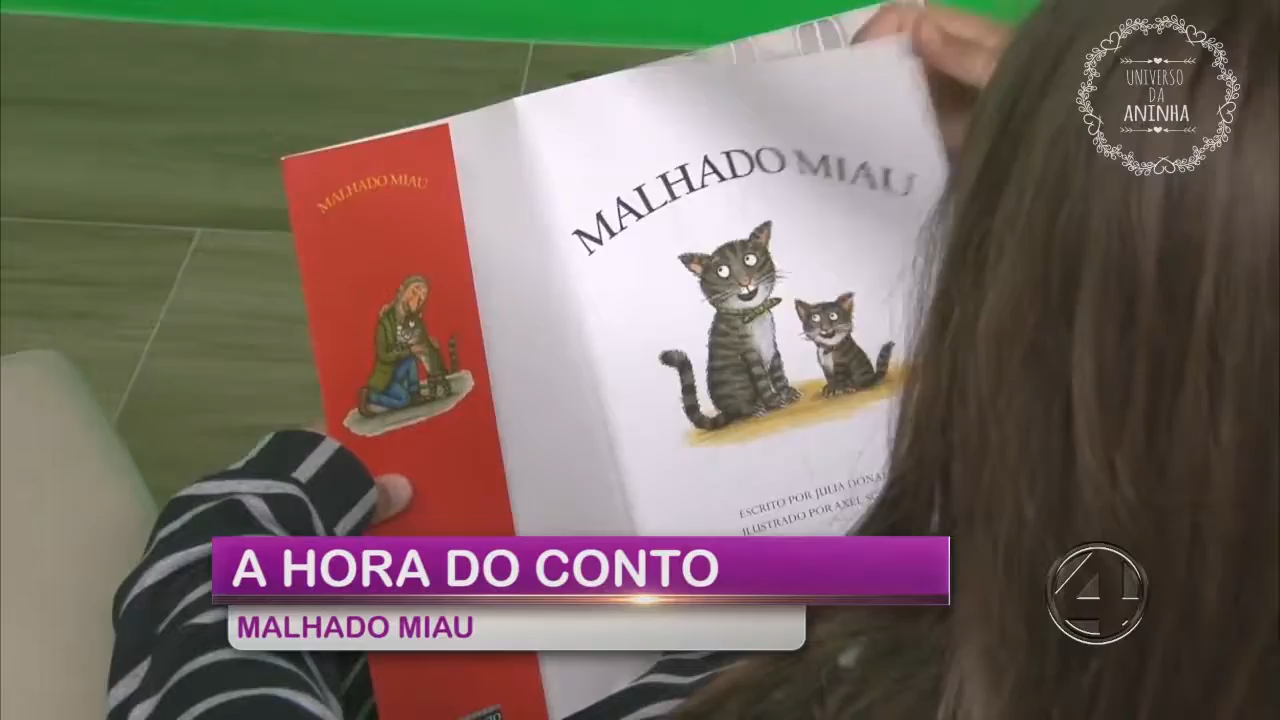 UNIVERSO
DA
ANINHA
MALHADO MIAU
MALHADO MIAU
ESCRITO POR JULIA
ILUSTRADO POR AXEL
A HORA DO CONTO
MALHADO MIAU
4